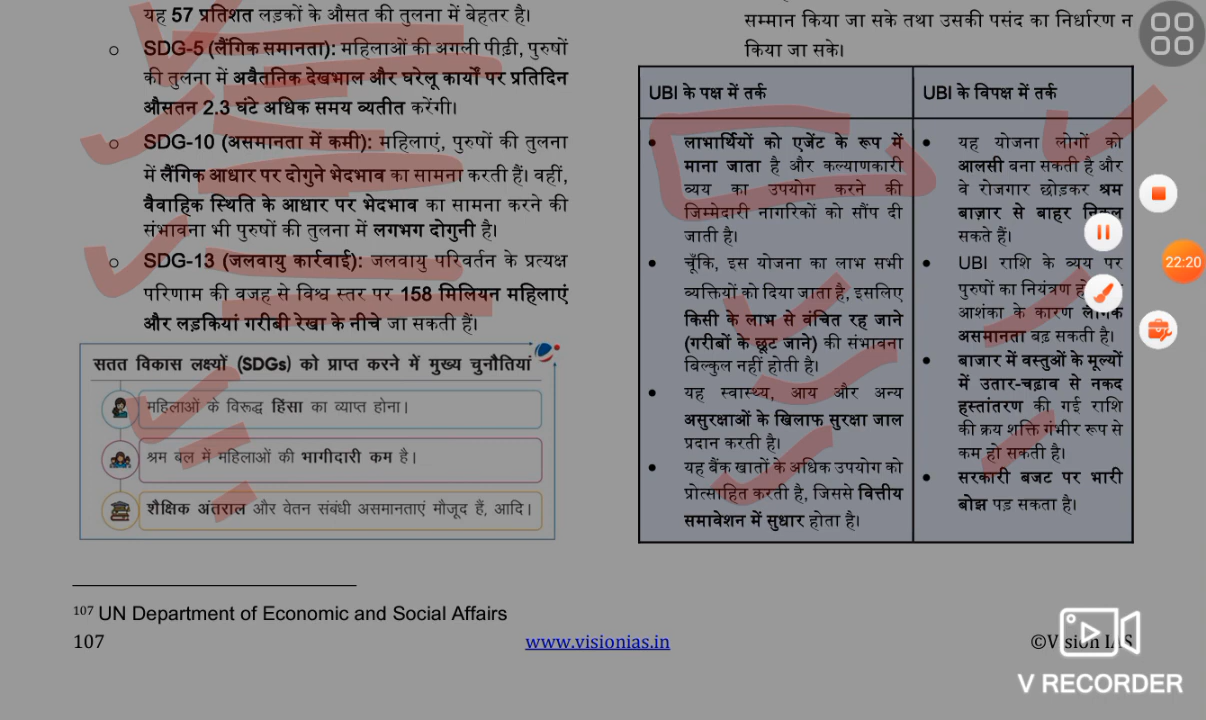 यह 57 प्रतिशत लड़कों के औसत की तुलना में बेहतर है।
o SDG-5 (लैंगिक समानता): महिलाओं की अगली पीढ़ी, पुरुषों
की तुलना में अवैतनिक देखभाल और घरेलू कार्यों पर प्रतिदिन
औसतन 2.3 घंटे अधिक समय व्यतीत करेंगी।
o SDG-10 (असमानता में कमी): महिलाएं, पुरुषों की तुलना
में लैंगिक आधार पर दोगुने भेदभाव का सामना करती हैं। वहीं,
वैवाहिक स्थिति के आधार पर भेदभाव का सामना करने की
संभावना भी पुरुषों की तुलना में लगभग दोगुनी है।
o SDG-13 (जलवायु कार्रवाई): जलवायु परिवर्तन के प्रत्यक्ष
परिणाम की वजह से विश्व स्तर पर 158 मिलियन महिलाएं
और लड़कियां गरीबी रेखा के नीचे जा सकती हैं।
सतत विकास लक्ष्यों (SDGs) को प्राप्त करने में मुख्य चुनौतियां
महिलाओं के विरूद्ध हिंसा का व्याप्त होना।
श्रम बल में महिलाओं की भागीदारी कम है।
शैक्षिक अंतराल और वेतन संबंधी असमानताएं मौजूद हैं, आदि।
सम्मान किया जा सके तथा उसकी पसंद का निर्धारण न
किया जा सके।
UBI के पक्ष में तर्क
• लाभार्थियों को एजेंट के रूप में
माना जाता है और कल्याणकारी
व्यय का उपयोग करने की
जिम्मेदारी नागरिकों को सौंप दी
जाती है।
• चूँकि, इस योजना का लाभ सभी
व्यक्तियों को दिया जाता है, इसलिए
किसी के लाभ से वंचित रह जाने
(गरीबों के छूट जाने) की संभावना
बिल्कुल नहीं होती है।
• यह स्वास्थ्य, आय और अन्य
असुरक्षाओं के खिलाफ सुरक्षा जाल
प्रदान करती है।
• यह बैंक खातों के अधिक उपयोग को
प्रोत्साहित करती है, जिससे वित्तीय
समावेशन में सुधार होता है।
UBI के विपक्ष में तर्क
• यह योजना लोगों को
आलसी बना सकती है और
वे रोजगार छोड़कर श्रम
बाज़ार से बाहर निकल
सकते हैं।
• UBI राशि के व्यय पर
पुरुषों का नियंत्रण
आशंका के कारण लैंगिक
असमानता बढ़ सकती है।
• बाजार में वस्तुओं के मूल्यों
में उतार-चढ़ाव से नकद
हस्तांतरण की गई राशि
की क्रय शक्ति गंभीर रूप से
कम हो सकती है।
• सरकारी बजट पर भारी
बोझ पड़ सकता है।
22:20
107 UN Department of Economic and Social Affairs
107 www.visionias.in ©Vision IAS
V RECORDER